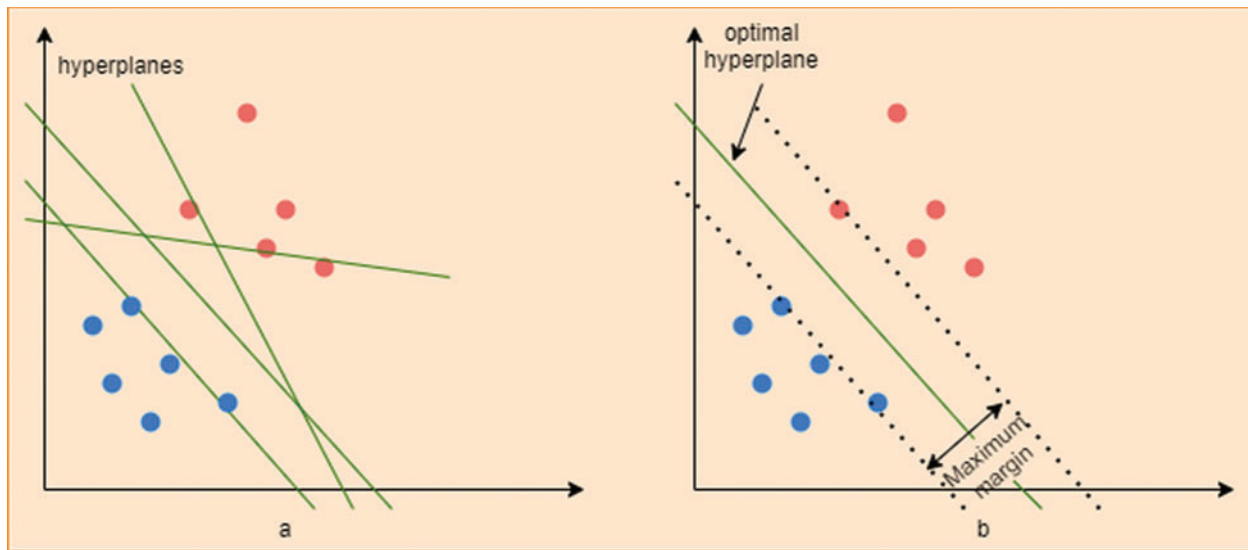 hyperplanes
a
optimal
hyperplane
Maximum
margin
b